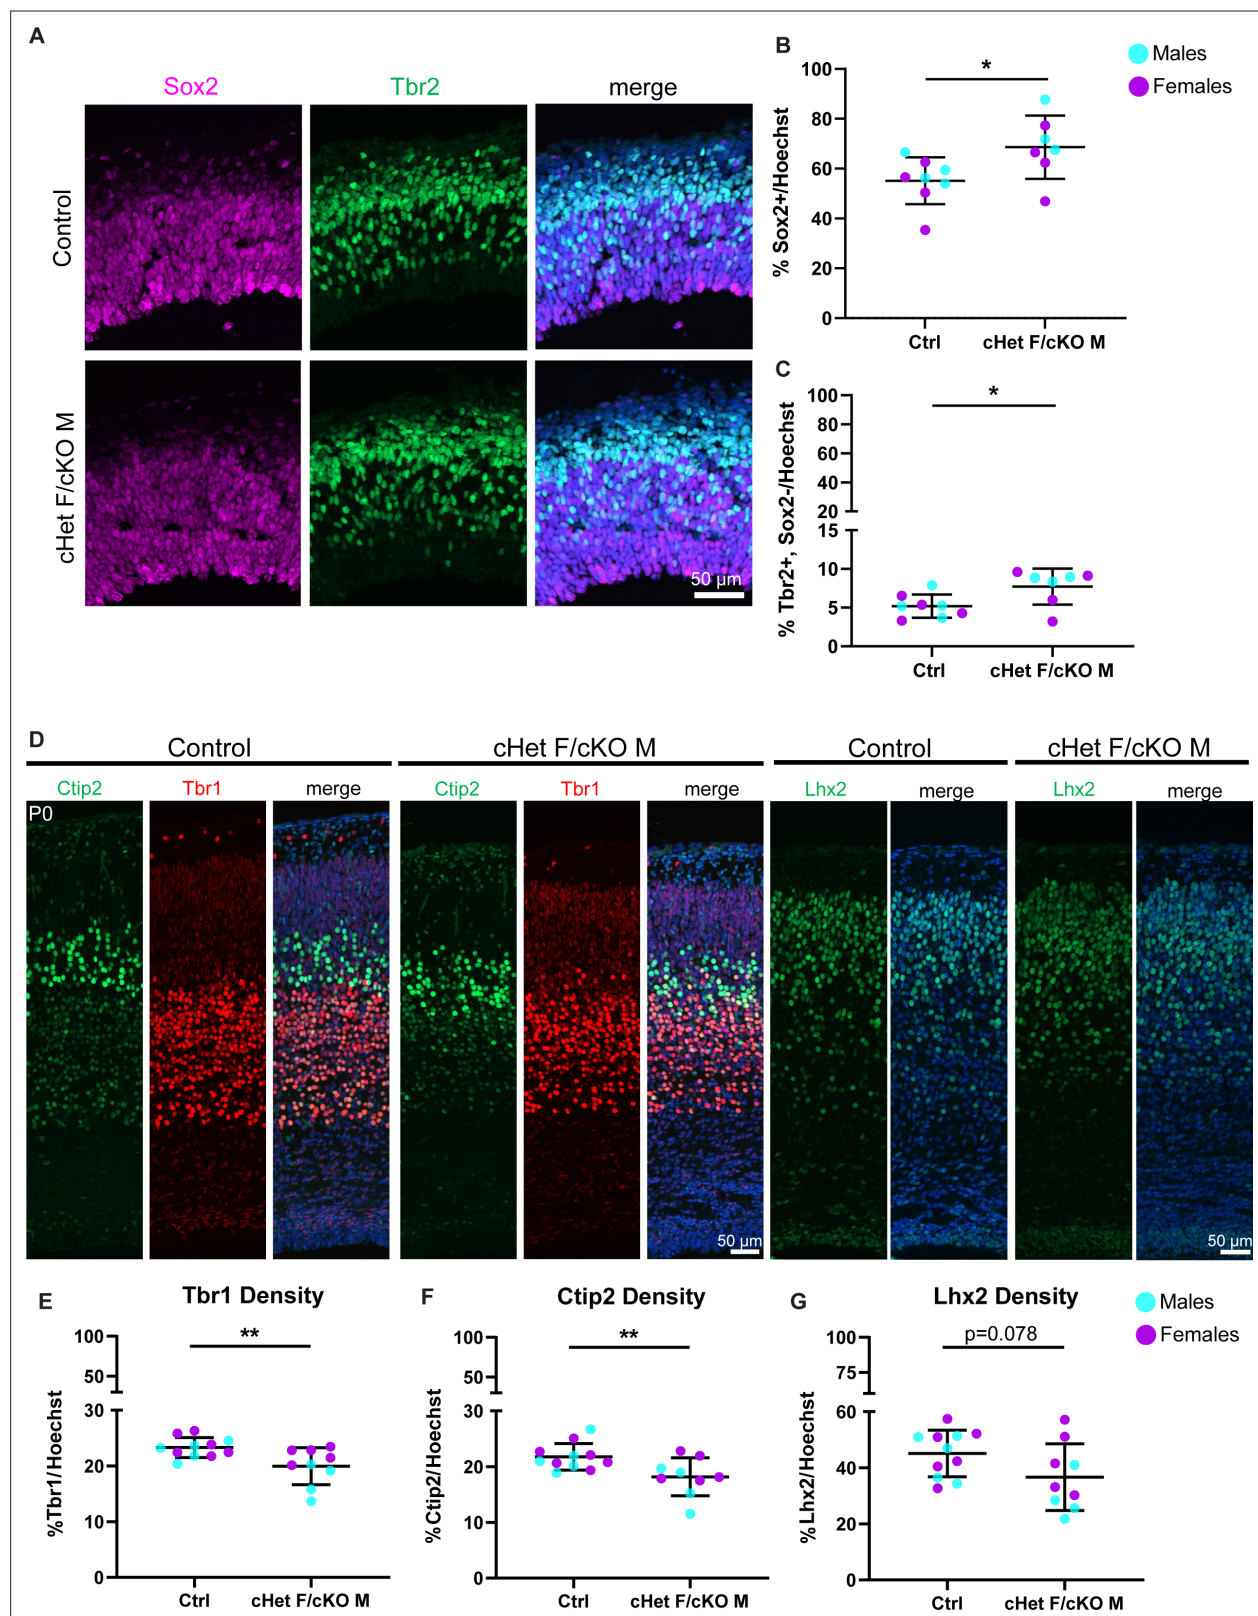 A
Sox2
Tbr2
merge
Control
cHet F/cKO M
50 µm
B
Males
Females
*
% Sox2+/Hoechst
100
80
60
40
20
0
Ctrl
cHet F/cKO M
C
*
% Tbr2+, Sox2-/Hoechst
100
80
60
40
20
15
10
5
0
Ctrl
cHet F/cKO M
D
Control
cHet F/cKO M
Control
cHet F/cKO M
Ctip2
Tbr1
merge
Ctip2
Tbr1
merge
Lhx2
merge
Lhx2
merge
P0
50 µm
50 µm
E
Tbr1 Density
**
%Tbr1/Hoechst
100
50
30
20
10
0
Ctrl
cHet F/cKO M
F
Ctip2 Density
**
%Ctip2/Hoechst
100
50
30
20
10
0
Ctrl
cHet F/cKO M
G
Lhx2 Density
p=0.078
%Lhx2/Hoechst
100
75
60
40
20
0
Ctrl
cHet F/cKO M
Males
Females